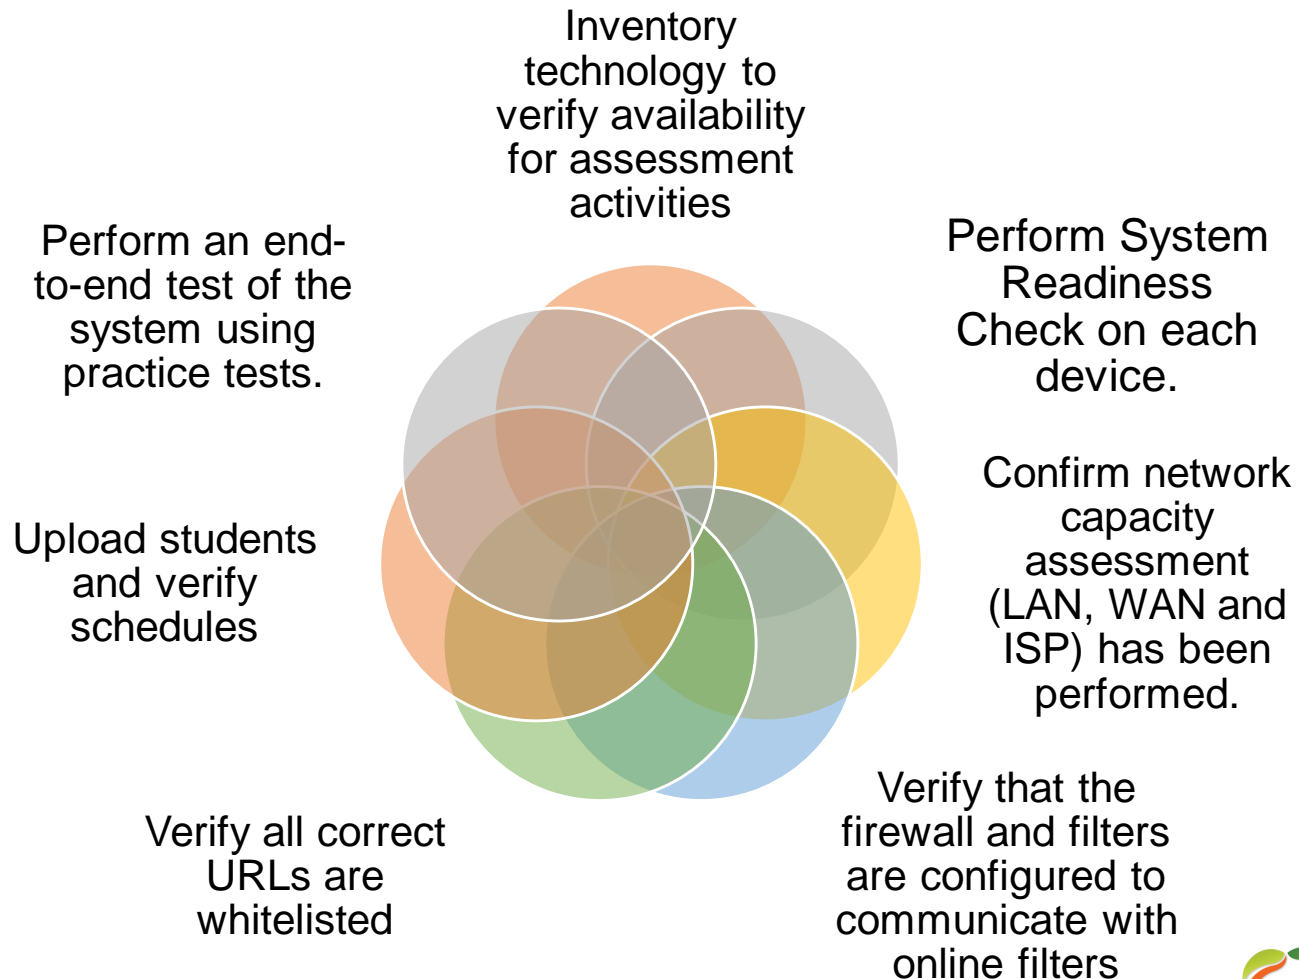 Inventory
technology to
verify availability
for assessment
activities
Perform System
Readiness
Check on each
device.
Confirm network
capacity
assessment
(LAN, WAN and
ISP) has been
performed.
Verify that the
firewall and filters
are configured to
communicate with
online filters
Verify all correct
URLs are
whitelisted
Upload students
and verify
schedules
Perform an end-
to-end test of the
system using
practice tests.